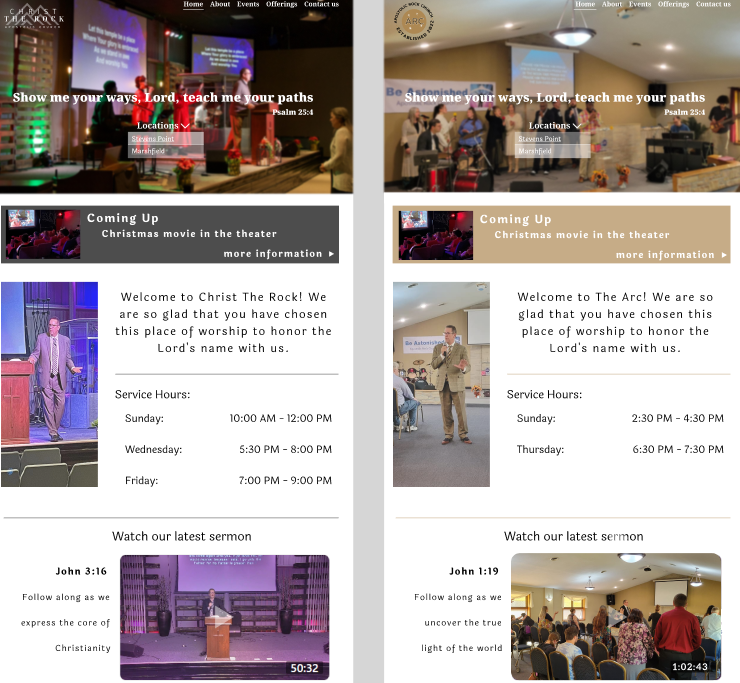 CHRIST
THE ROCK
APOSTOLIC CHURCH
Home About Events Offerings Contact us
Show me your ways, Lord, teach me your paths
Psalm 25:4
Locations
Stevens Point
Marshfield
Coming Up
Christmas movie in the theater
more information
Welcome to Christ The Rock! We
are so glad that you have chosen
this place of worship to honor the
Lord's name with us.
Service Hours:
Sunday: 10:00 AM – 12:00 PM
Wednesday: 5:30 PM – 8:00 PM
Friday: 7:00 PM – 9:00 PM
Watch our latest sermon
John 3:16
Follow along as we
express the core of
Christianity
50:32
APOSTOLIC ROCK CHURCH
ARC
ESTABLISHED 2022
Home About Events Offerings Contact us
Be Astonished
Show me your ways, Lord, teach me your paths
Psalm 25:4
Locations
Stevens Point
Marshfield
Coming Up
Christmas movie in the theater
more information
Welcome to The Arc! We are so
glad that you have chosen this
place of worship to honor the
Lord's name with us.
Be Astonished
Service Hours:
Sunday: 2:30 PM – 4:30 PM
Thursday: 6:30 PM – 7:30 PM
Watch our latest sermon
John 1:19
Follow along as we
uncover the true
light of the world
1:02:43